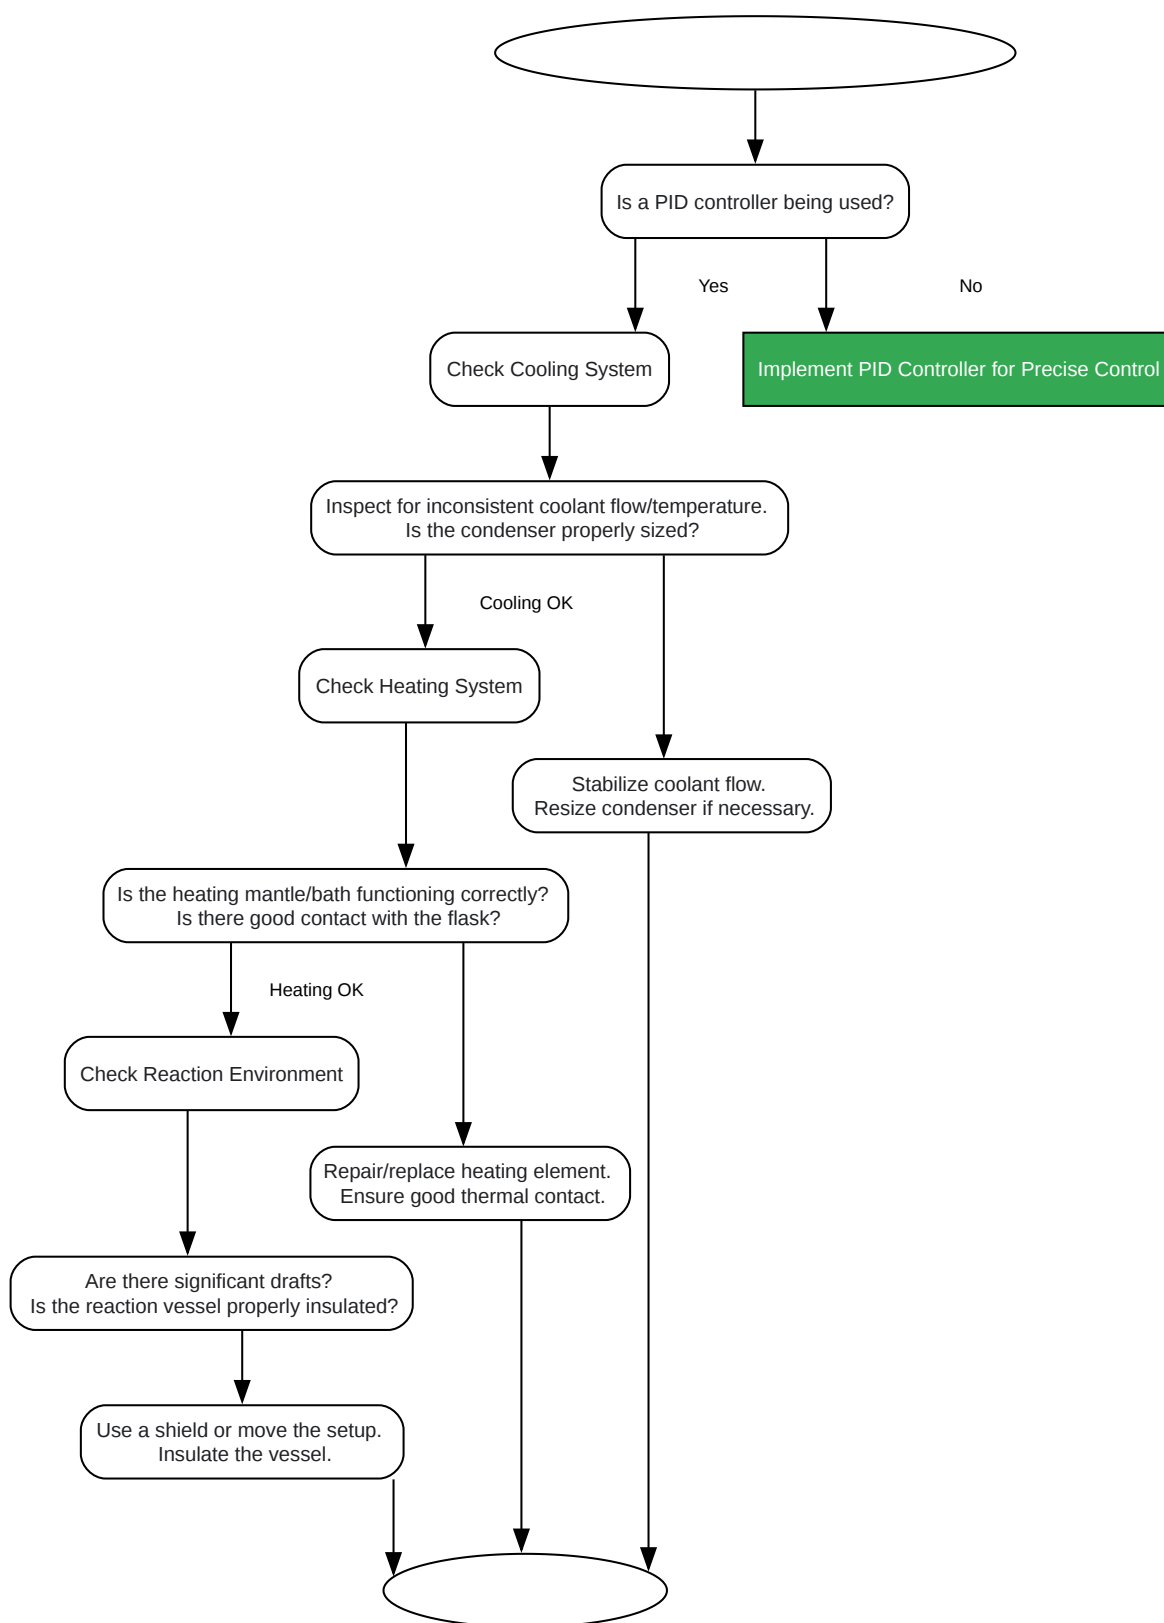 Is a PID controller being used?
Yes
No
Check Cooling System
Implement PID Controller for Precise Control
Inspect for inconsistent coolant flow/temperature.
Is the condenser properly sized?
Cooling OK
Check Heating System
Stabilize coolant flow.
Resize condenser if necessary.
Is the heating mantle/bath functioning correctly?
Is there good contact with the flask?
Heating OK
Check Reaction Environment
Repair/replace heating element.
Ensure good thermal contact.
Are there significant drafts?
Is the reaction vessel properly insulated?
Use a shield or move the setup.
Insulate the vessel.